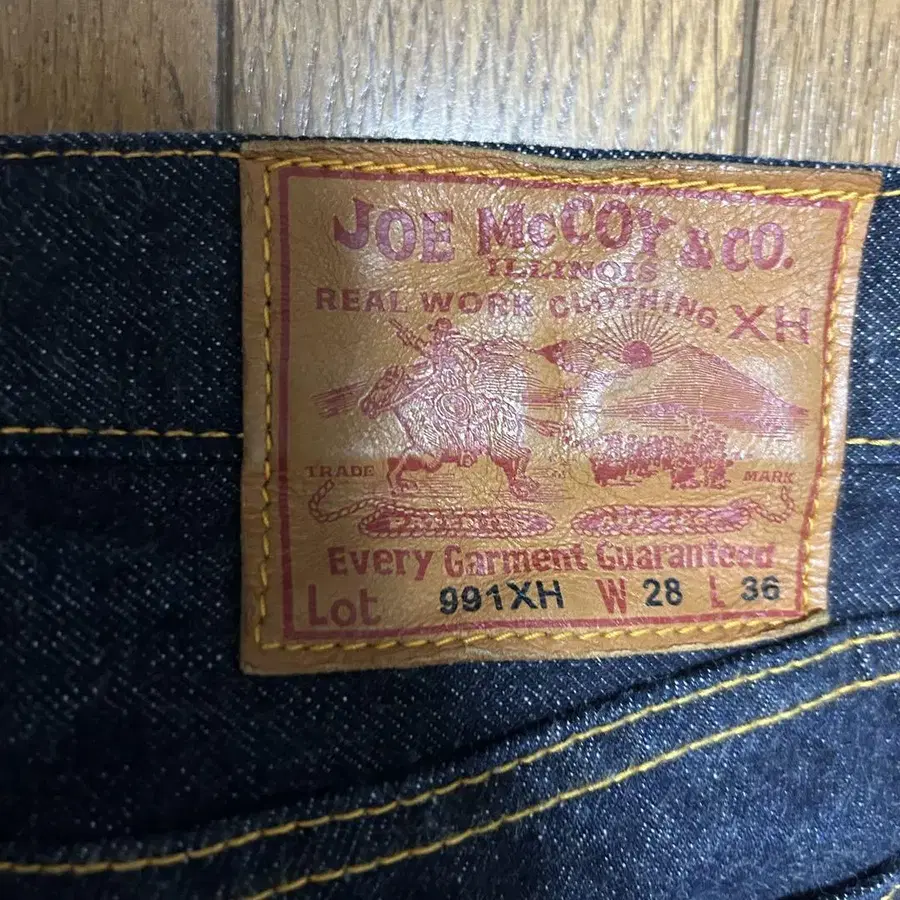 JOE McCOY & CO.
ILLINOIS
REAL WORK CLOTHING. XH
TRADE MARK
Every Garment Guaranteed
Lot 991XH W 28 L 36